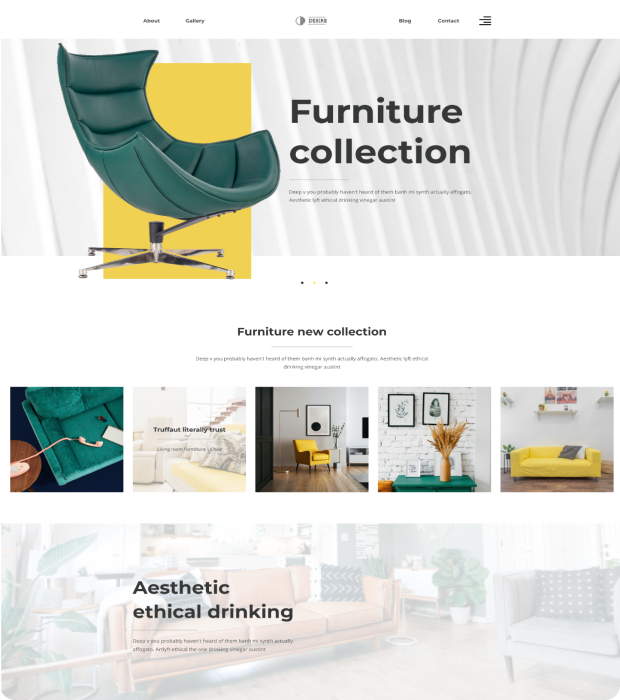 About
Gallery
DEXIRE
Blog
Contact
Furniture
collection
Deep v you probably haven't heard of them banh mi synth actually affogato.
Aesthetic lyft ethical drinking vinegar austint
Furniture new collection
Deep v you probably haven't heard of them banh mi synth actually affogato. Aesthetic lyft ethical
drinking vinegar austint
Truffaut literally trust
Living room furniture
Aesthetic
ethical drinking
Deep v you probably haven't heard of them banh mi synth actually
affogato. Artlyft ethical the one drinking vinegar austint